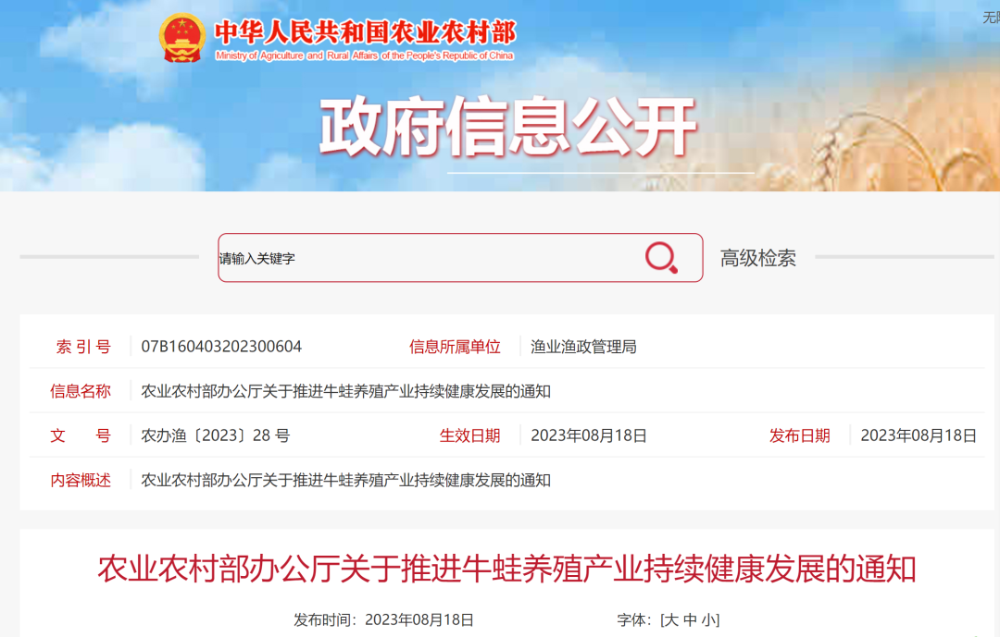 无
中华人民共和国农业农村部
Ministry of Agriculture and Rural Affairs of the People's Republic of China
政府信息公开
请输入关键字
高级检索
索引号 07B160403202300604 信息所属单位 渔业渔政管理局
信息名称 农业农村部办公厅关于推进牛蛙养殖产业持续健康发展的通知
文 号 农办渔〔2023〕28 号 生效日期 2023年08月18日 发布日期 2023年08月18日
内容概述 农业农村部办公厅关于推进牛蛙养殖产业持续健康发展的通知
农业农村部办公厅关于推进牛蛙养殖产业持续健康发展的通知
发布时间：2023年08月18日 字体：[大 中 小]